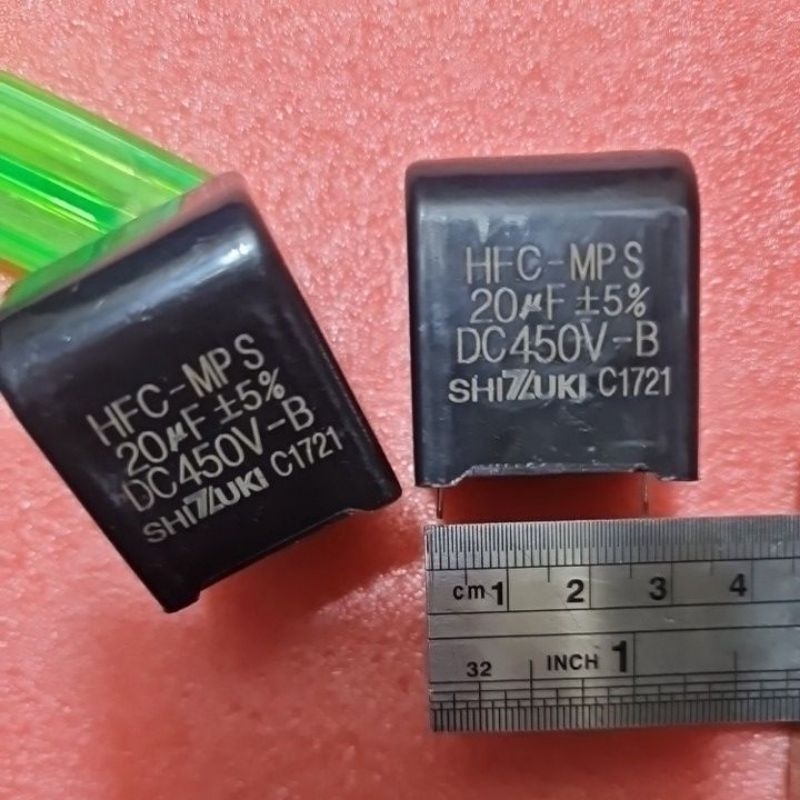 HFC-MPS
20μF ±5%
DC450V-B
SHIZUKI C1721
HFC-MPS
20μF ±5%
DC450V-B
SHIZUKI C1721
cm 1 2 3 4
32 INCH 1